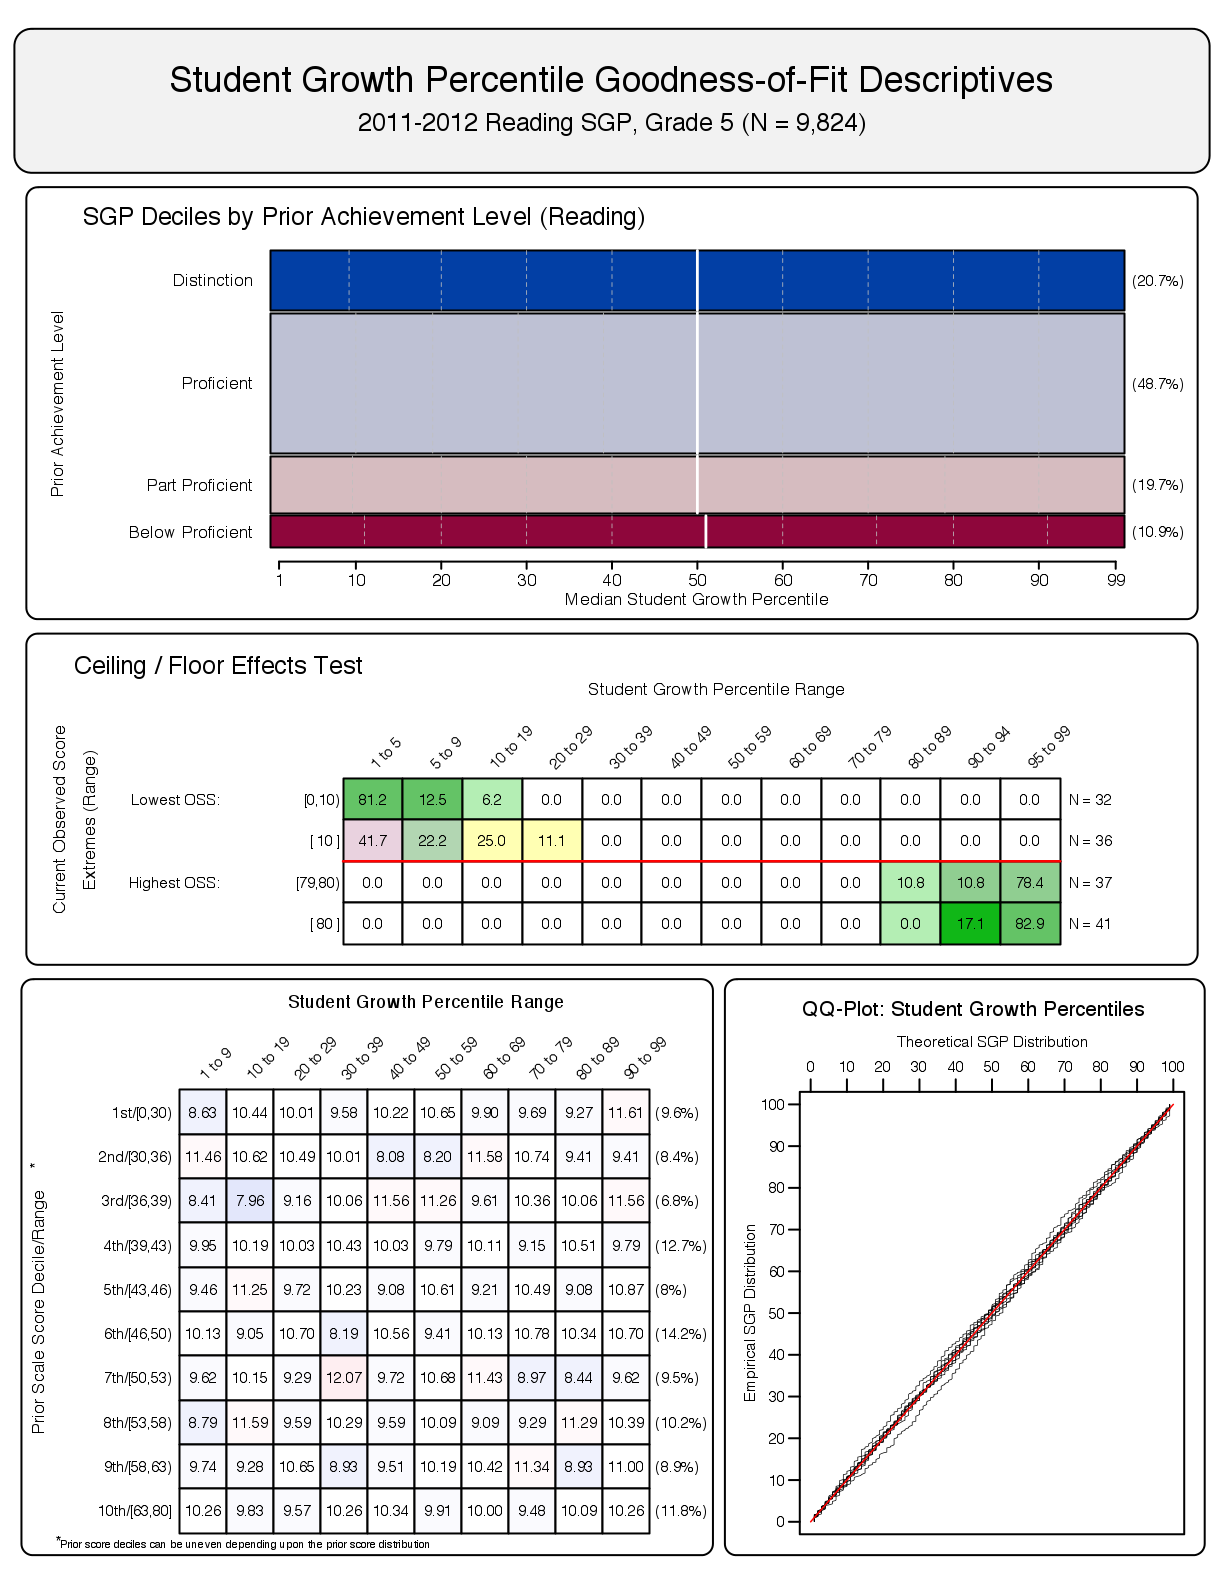 Student Growth Percentile Goodness-of-Fit Descriptives
2011-2012 Reading SGP, Grade 5 (N = 9,824)
SGP Deciles by Prior Achievement Level (Reading)
Prior Achievement Level
Distinction (20.7%)
Proficient (48.7%)
Part Proficient (19.7%)
Below Proficient (10.9%)
1 10 20 30 40 50 60 70 80 90 99
Median Student Growth Percentile
Ceiling / Floor Effects Test
Student Growth Percentile Range
Current Observed Score
Extremes (Range)
1 to 5 5 to 9 10 to 19 20 to 29 30 to 39 40 to 49 50 to 59 60 to 69 70 to 79 80 to 89 90 to 94 95 to 99
Lowest OSS: [0,10) 81.2 12.5 6.2 0.0 0.0 0.0 0.0 0.0 0.0 0.0 0.0 0.0 N = 32
[ 10 ] 41.7 22.2 25.0 11.1 0.0 0.0 0.0 0.0 0.0 0.0 0.0 0.0 N = 36
Highest OSS: [79,80) 0.0 0.0 0.0 0.0 0.0 0.0 0.0 0.0 0.0 10.8 10.8 78.4 N = 37
[ 80 ] 0.0 0.0 0.0 0.0 0.0 0.0 0.0 0.0 0.0 0.0 17.1 82.9 N = 41
Student Growth Percentile Range
Prior Scale Score Decile/Range *
1 to 9 10 to 19 20 to 29 30 to 39 40 to 49 50 to 59 60 to 69 70 to 79 80 to 89 90 to 99
1st/[0,30) 8.63 10.44 10.01 9.58 10.22 10.65 9.90 9.69 9.27 11.61 (9.6%)
2nd/[30,36) 11.46 10.62 10.49 10.01 8.08 8.20 11.58 10.74 9.41 9.41 (8.4%)
3rd/[36,39) 8.41 7.96 9.16 10.06 11.56 11.26 9.61 10.36 10.06 11.56 (6.8%)
4th/[39,43) 9.95 10.19 10.03 10.43 10.03 9.79 10.11 9.15 10.51 9.79 (12.7%)
5th/[43,46) 9.46 11.25 9.72 10.23 9.08 10.61 9.21 10.49 9.08 10.87 (8%)
6th/[46,50) 10.13 9.05 10.70 8.19 10.56 9.41 10.13 10.78 10.34 10.70 (14.2%)
7th/[50,53) 9.62 10.15 9.29 12.07 9.72 10.68 11.43 8.97 8.44 9.62 (9.5%)
8th/[53,58) 8.79 11.59 9.59 10.29 9.59 10.09 9.09 9.29 11.29 10.39 (10.2%)
9th/[58,63) 9.74 9.28 10.65 8.93 9.51 10.19 10.42 11.34 8.93 11.00 (8.9%)
10th/[63,80] 10.26 9.83 9.57 10.26 10.34 9.91 10.00 9.48 10.09 10.26 (11.8%)
*Prior score deciles can be uneven depending upon the prior score distribution
QQ-Plot: Student Growth Percentiles
Theoretical SGP Distribution
0 10 20 30 40 50 60 70 80 90 100
Empirical SGP Distribution
100
90
80
70
60
50
40
30
20
10
0